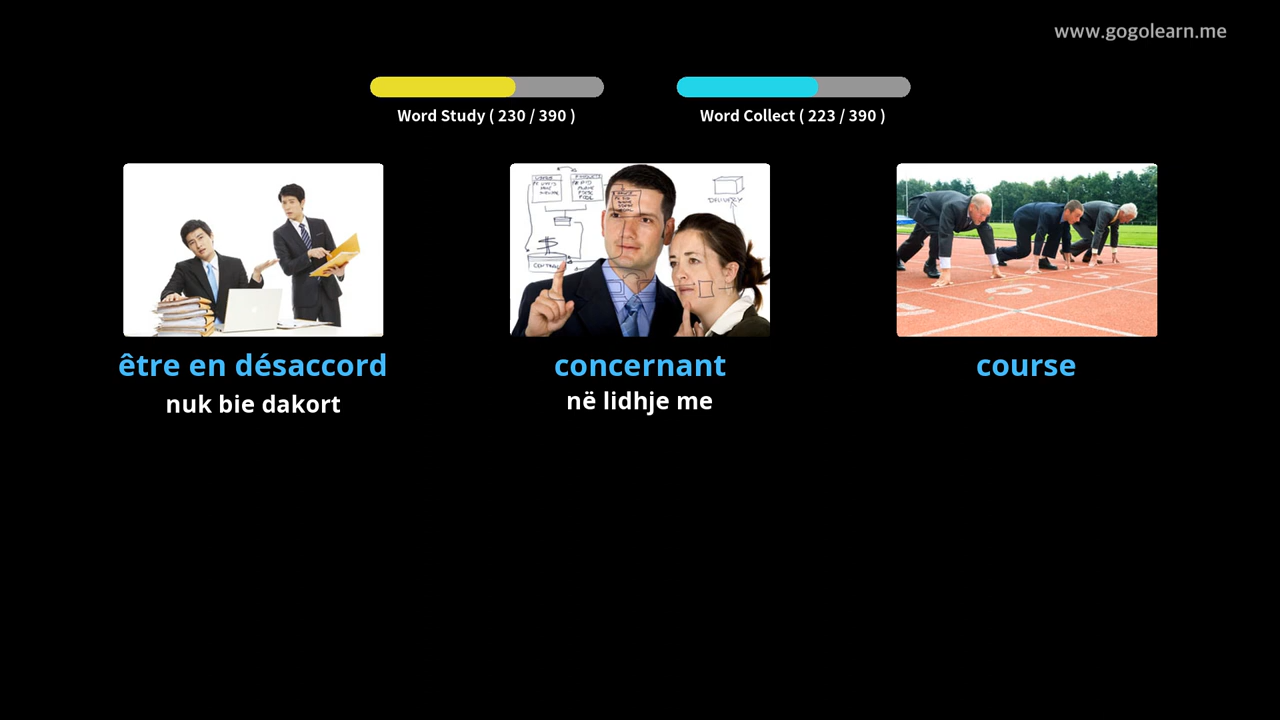 www.gogolearn.me
Word Study ( 230 / 390 )
Word Collect ( 223 / 390 )
être en désaccord
nuk bie dakort
concernant
në lidhje me
course
DELIVERY